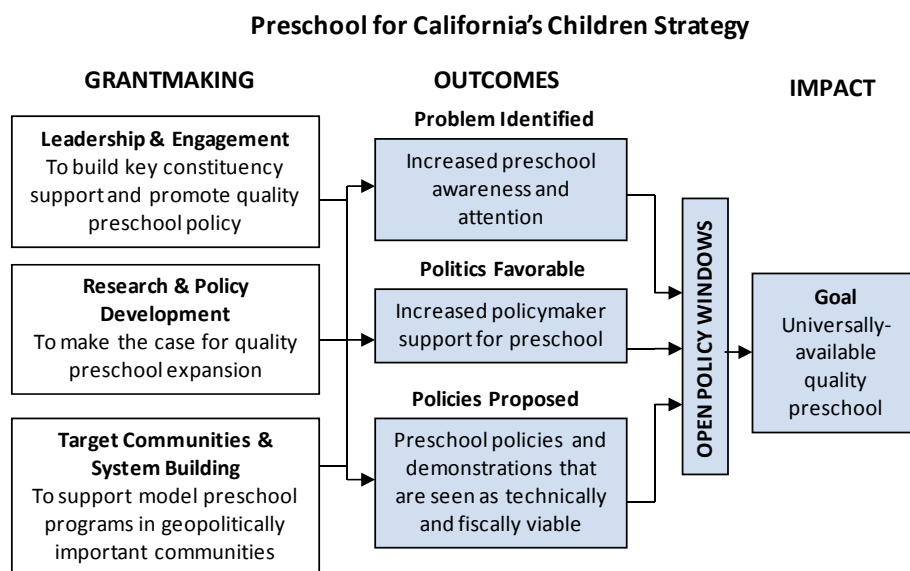 Preschool for California's Children Strategy
GRANTMAKING
OUTCOMES
IMPACT
Leadership & Engagement
To build key constituency
support and promote quality
preschool policy
Research & Policy
Development
To make the case for quality
preschool expansion
Target Communities &
System Building
To support model preschool
programs in geopolitically
important communities
Problem Identified
Increased preschool
awareness and
attention
Politics Favorable
Increased policymaker
support for preschool
Policies Proposed
Preschool policies and
demonstrations that
are seen as technically
and fiscally viable
OPEN POLICY WINDOWS
Goal
Universally-
available
quality
preschool